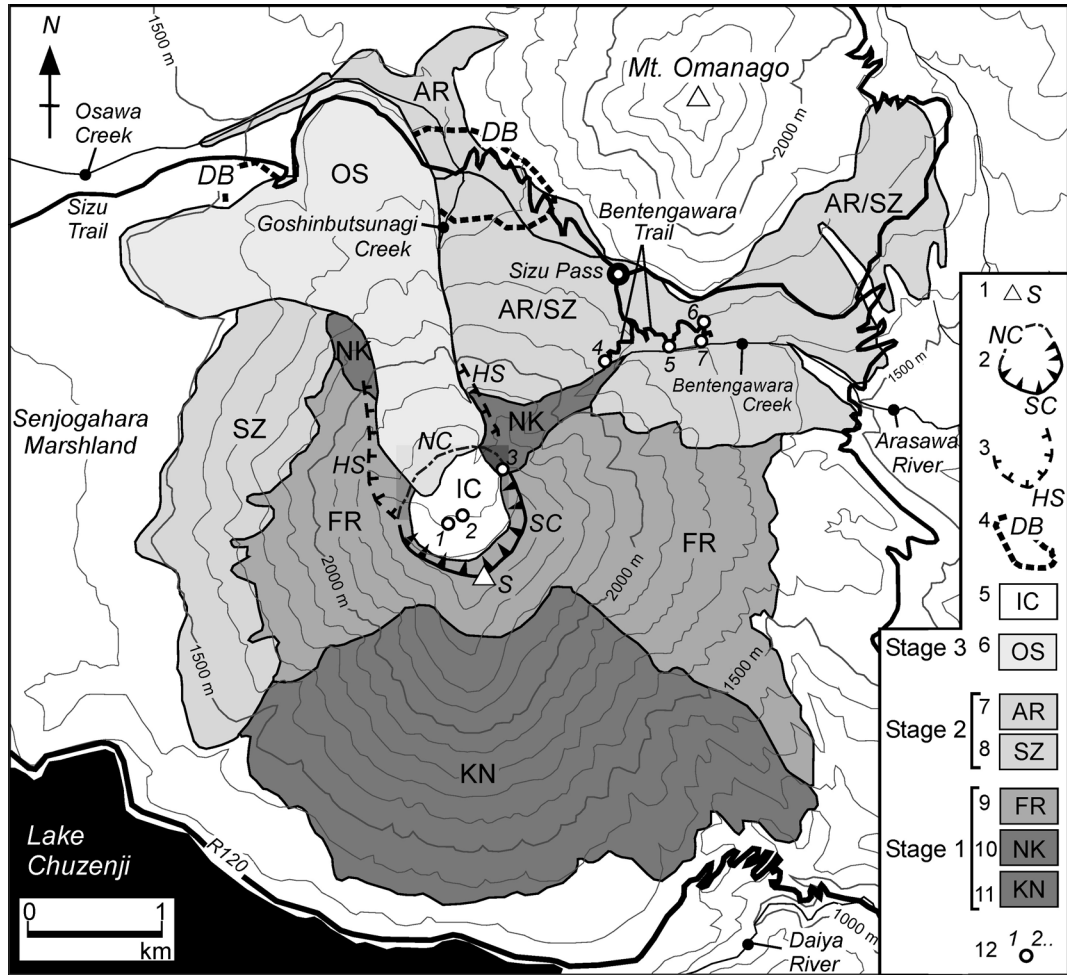 N
1500 m
Mt. Omanago
AR
Osawa
Creek
DB
2000 m
DB
OS
AR/SZ
Sizu
Trail
Goshinbutsunagi
Creek
Bentengawara
Trail
Sizu Pass
AR/SZ
6
4
5
7
NK
HS
Bentengawara
Creek
1500 m
Senjogahara
Marshland
SZ
NK
Arasawa
River
NC
HS
3
IC
FR
1
2
SC
FR
S
2000 m
2000 m
1500 m
1500 m
KN
Lake
Chuzenji
R120
0 1
km
1000 m
Daiya
River
1 S
NC
2
SC
3
HS
4 DB
5 IC
Stage 3 6 OS
7 AR
Stage 2
8 SZ
9 FR
Stage 1 10 NK
11 KN
12 1 2..